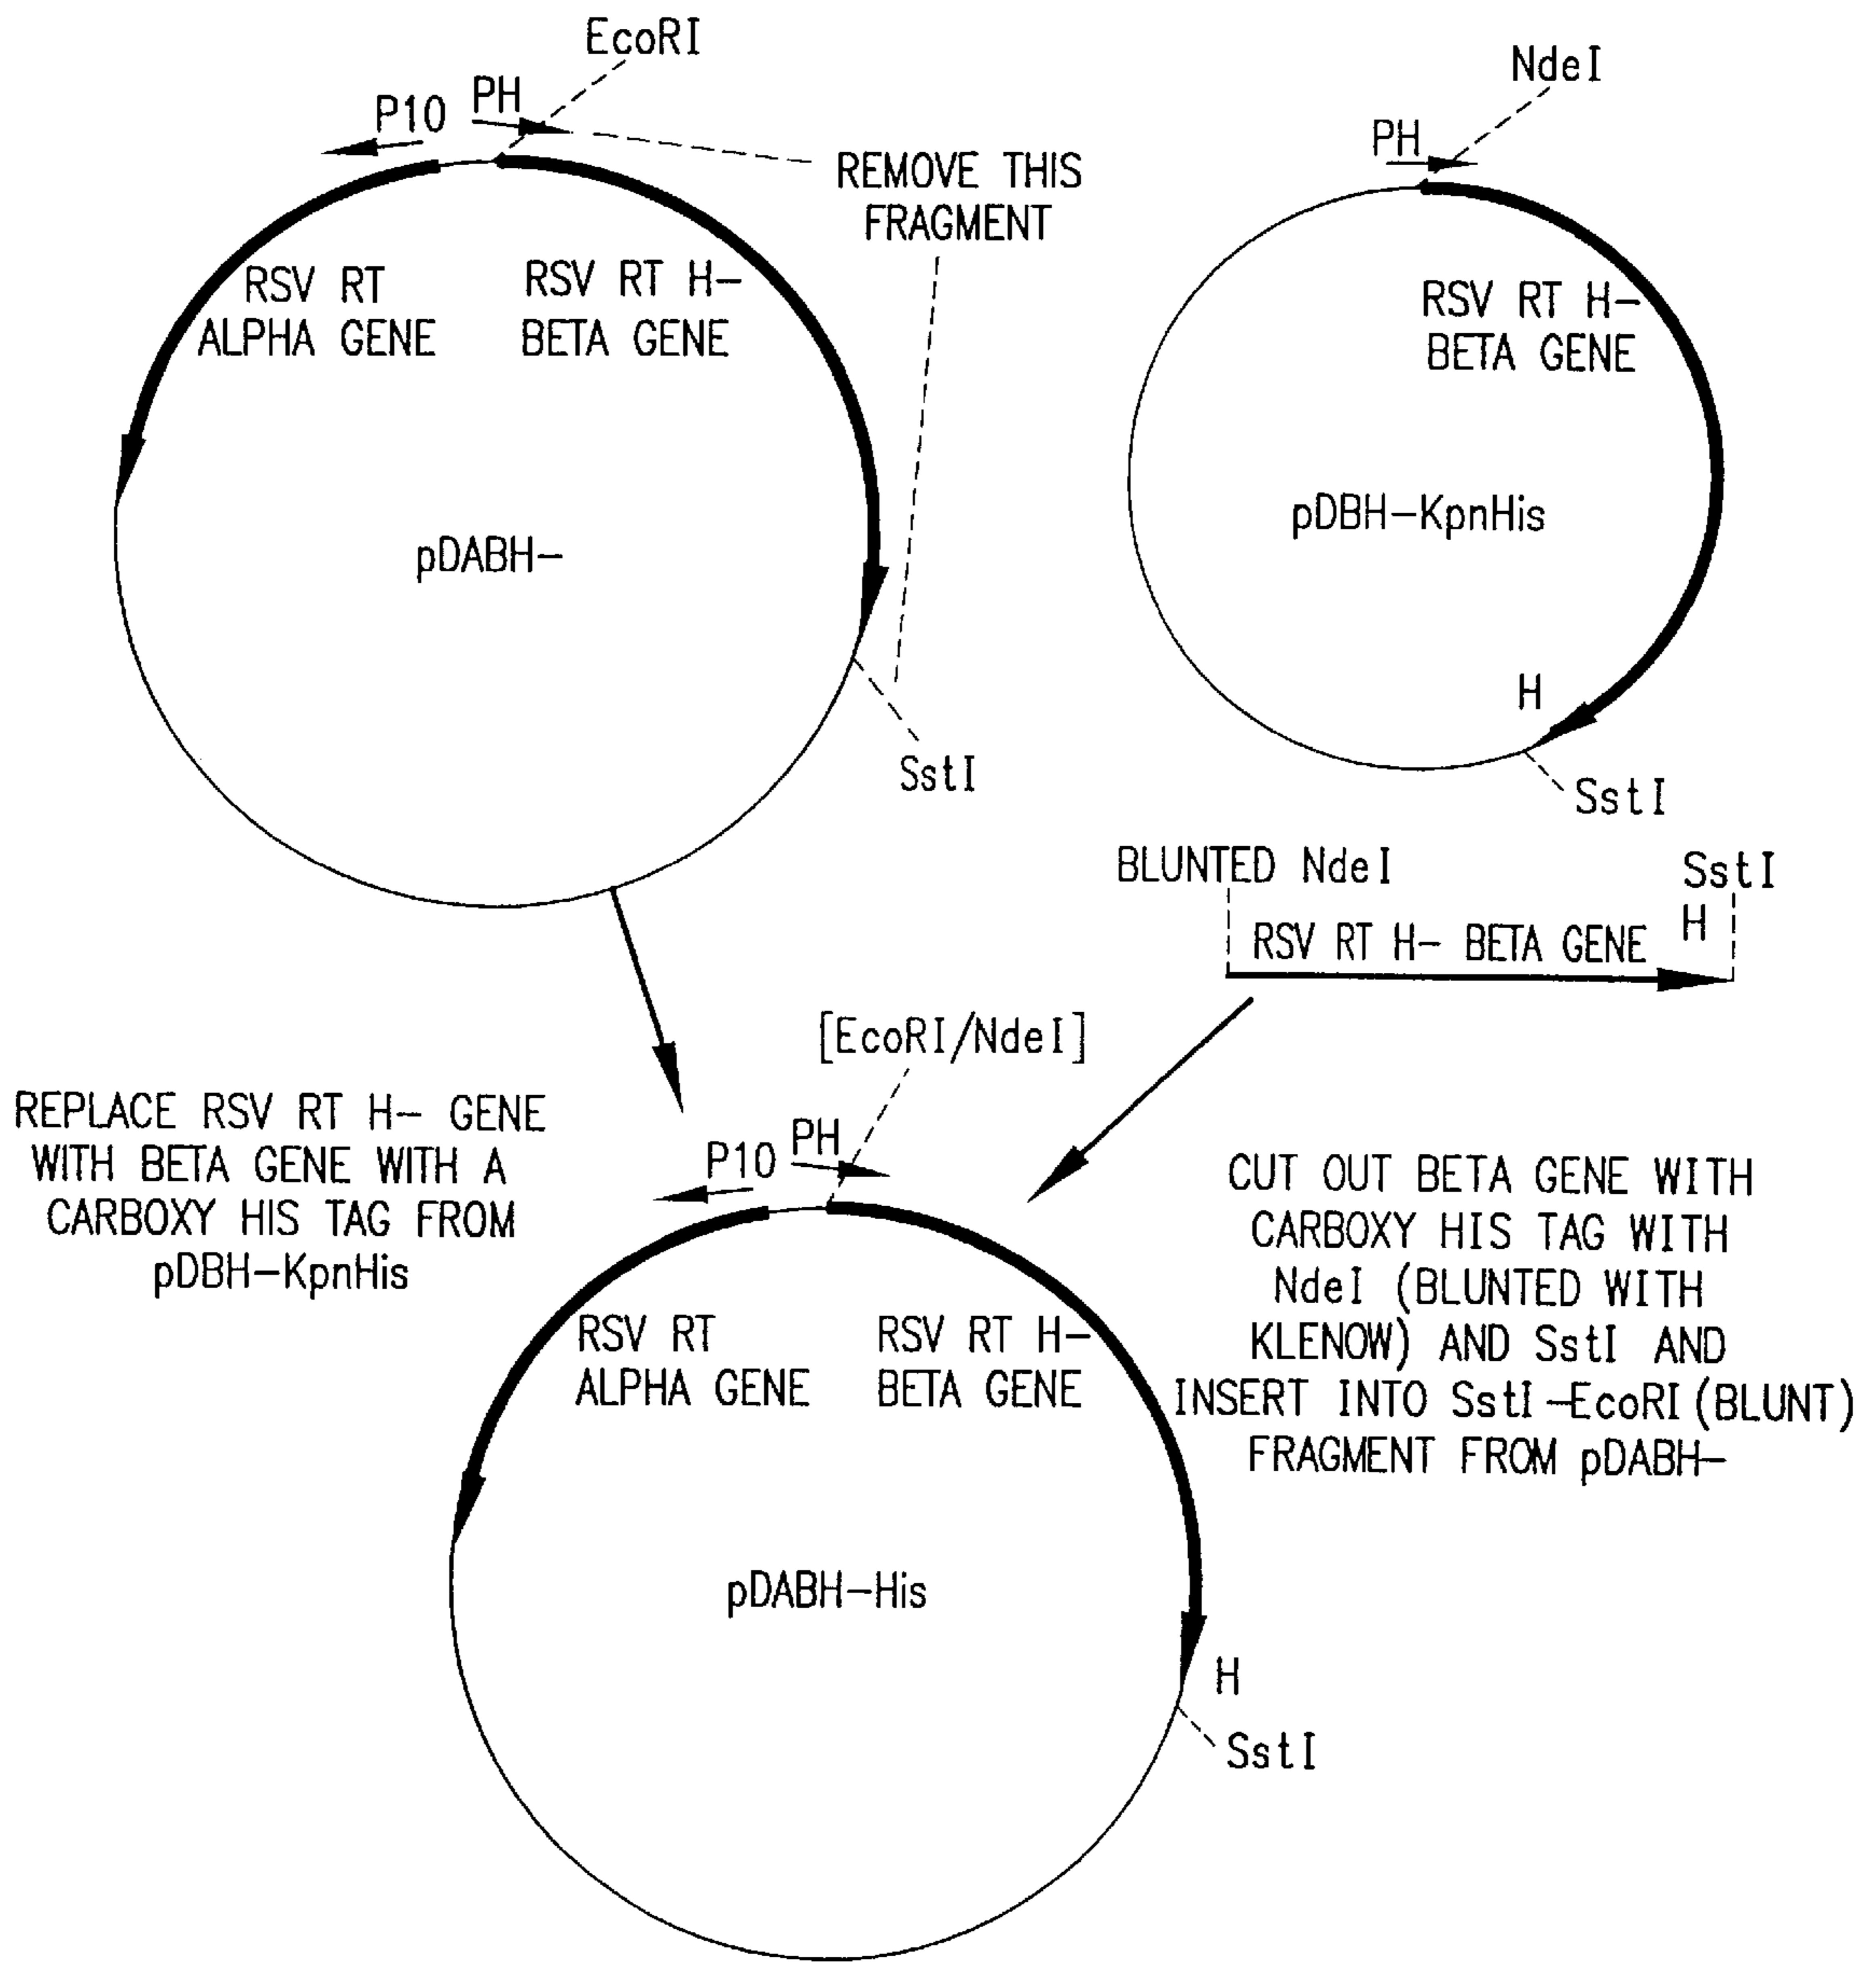 EcoRI
P10
PH
REMOVE THIS
FRAGMENT
RSV RT
ALPHA GENE
RSV RT H-
BETA GENE
pDABH-
SstI
NdeI
PH
RSV RT H-
BETA GENE
pDBH-KpnHis
H
SstI
BLUNTED NdeI
SstI
H
RSV RT H- BETA GENE
[EcoRI/NdeI]
REPLACE RSV RT H- GENE
WITH BETA GENE WITH A
CARBOXY HIS TAG FROM
pDBH-KpnHis
P10
PH
CUT OUT BETA GENE WITH
CARBOXY HIS TAG WITH
NdeI (BLUNTED WITH
KLENOW) AND SstI AND
INSERT INTO SstI-EcoRI(BLUNT)
FRAGMENT FROM pDABH-
RSV RT
ALPHA GENE
RSV RT H-
BETA GENE
pDABH-His
H
SstI